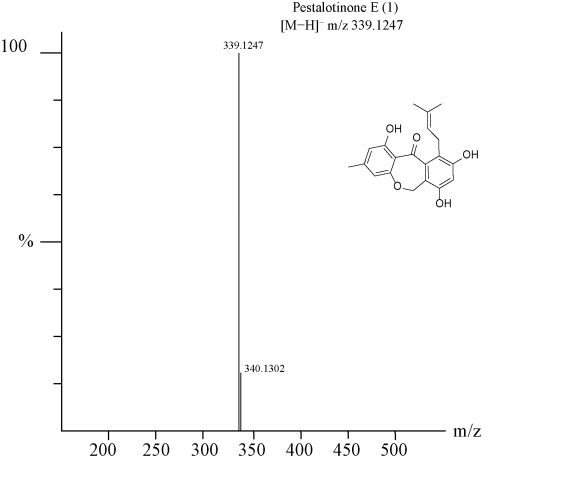 Pestalotinone E (1)
[M−H]⁻ m/z 339.1247
100
339.1247
OH
O
OH
O
OH
%
340.1302
m/z
200 250 300 350 400 450 500